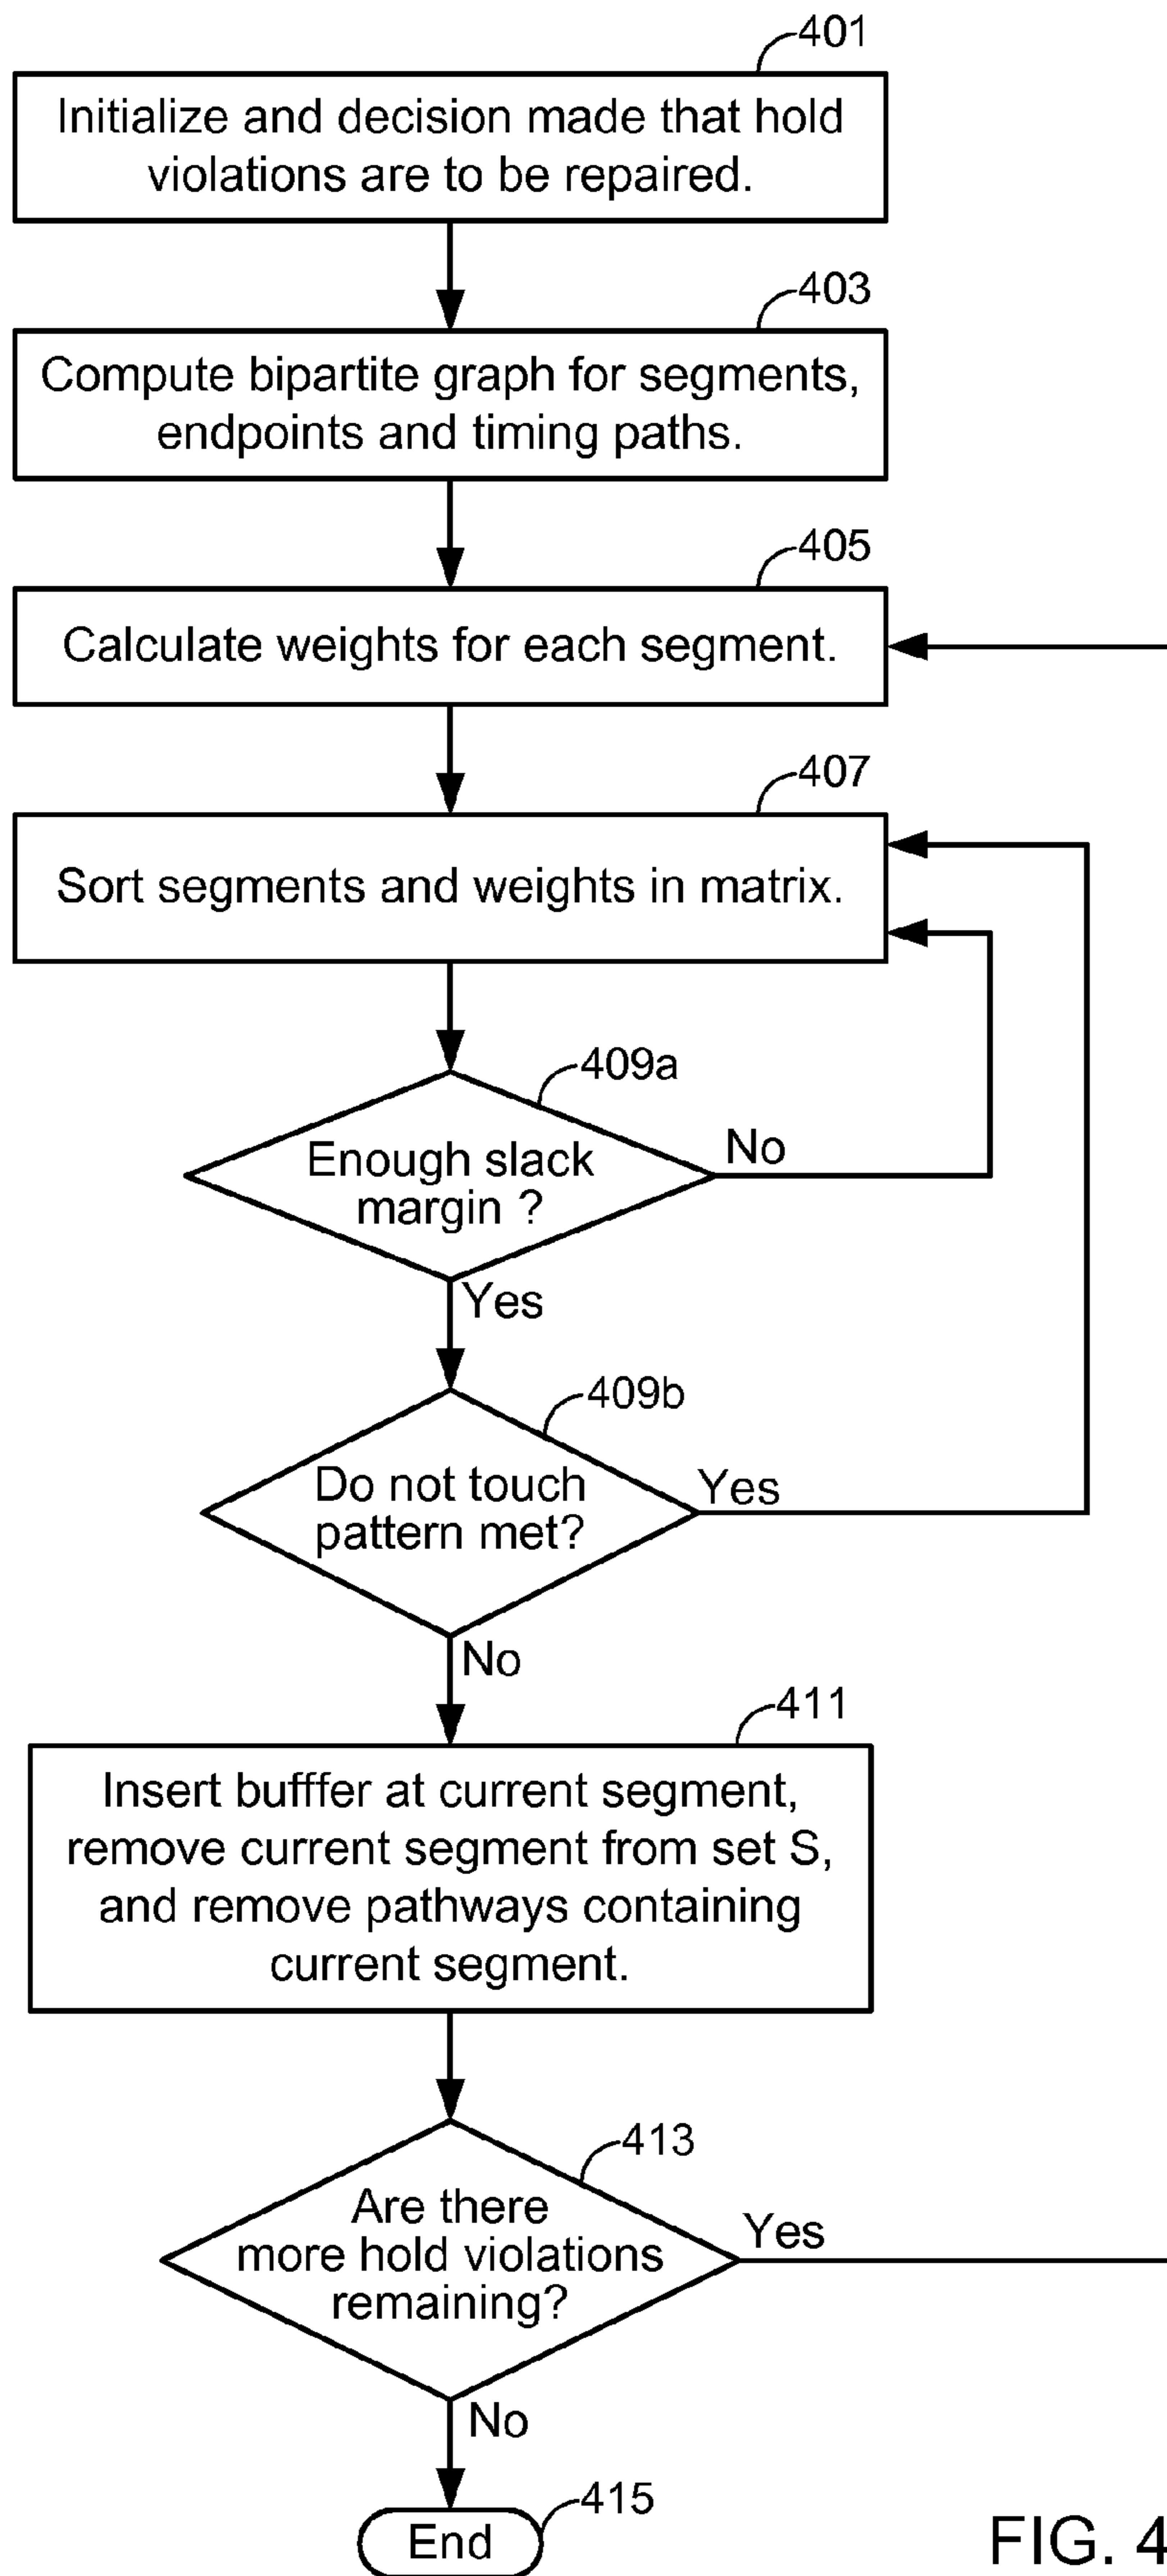 401
Initialize and decision made that hold
violations are to be repaired.
403
Compute bipartite graph for segments,
endpoints and timing paths.
405
Calculate weights for each segment.
407
Sort segments and weights in matrix.
409a
Enough slack
margin ?
No
Yes
409b
Do not touch
pattern met?
Yes
No
411
Insert bufffer at current segment,
remove current segment from set S,
and remove pathways containing
current segment.
413
Are there
more hold violations
remaining?
Yes
No
415
End
FIG. 4